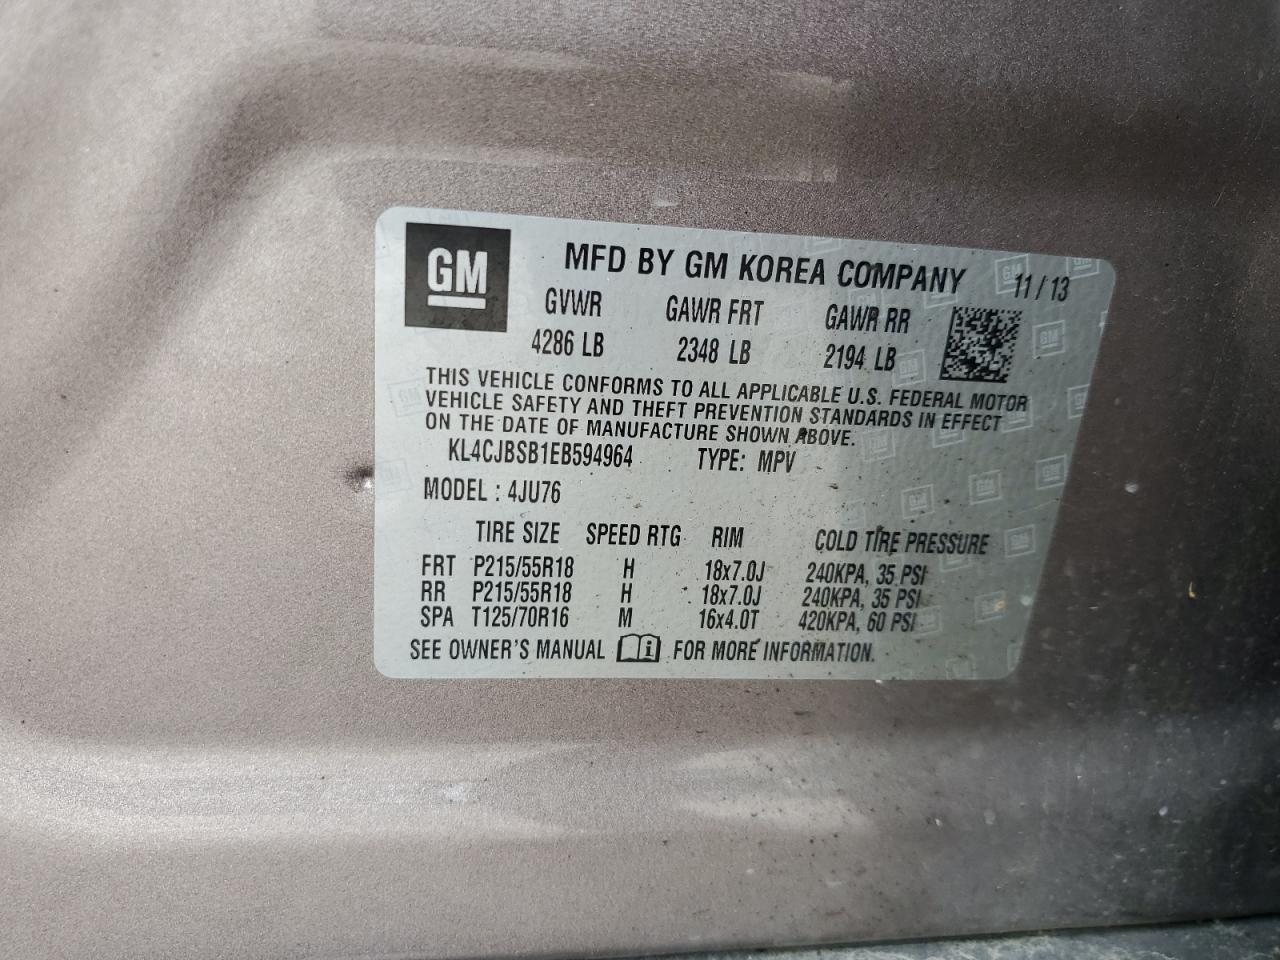 GM
MFD BY GM KOREA COMPANY 11/13
GVWR GAWR FRT GAWR RR
4286 LB 2348 LB 2194 LB
THIS VEHICLE CONFORMS TO ALL APPLICABLE U.S. FEDERAL MOTOR
VEHICLE SAFETY AND THEFT PREVENTION STANDARDS IN EFFECT
ON THE DATE OF MANUFACTURE SHOWN ABOVE.
KL4CJBSB1EB594964 TYPE: MPV
MODEL : 4JU76
TIRE SIZE SPEED RTG RIM COLD TIRE PRESSURE
FRT P215/55R18 H 18x7.0J 240KPA, 35 PSI
RR P215/55R18 H 18x7.0J 240KPA, 35 PSI
SPA T125/70R16 M 16x4.0T 420KPA, 60 PSI
SEE OWNER'S MANUAL i FOR MORE INFORMATION.